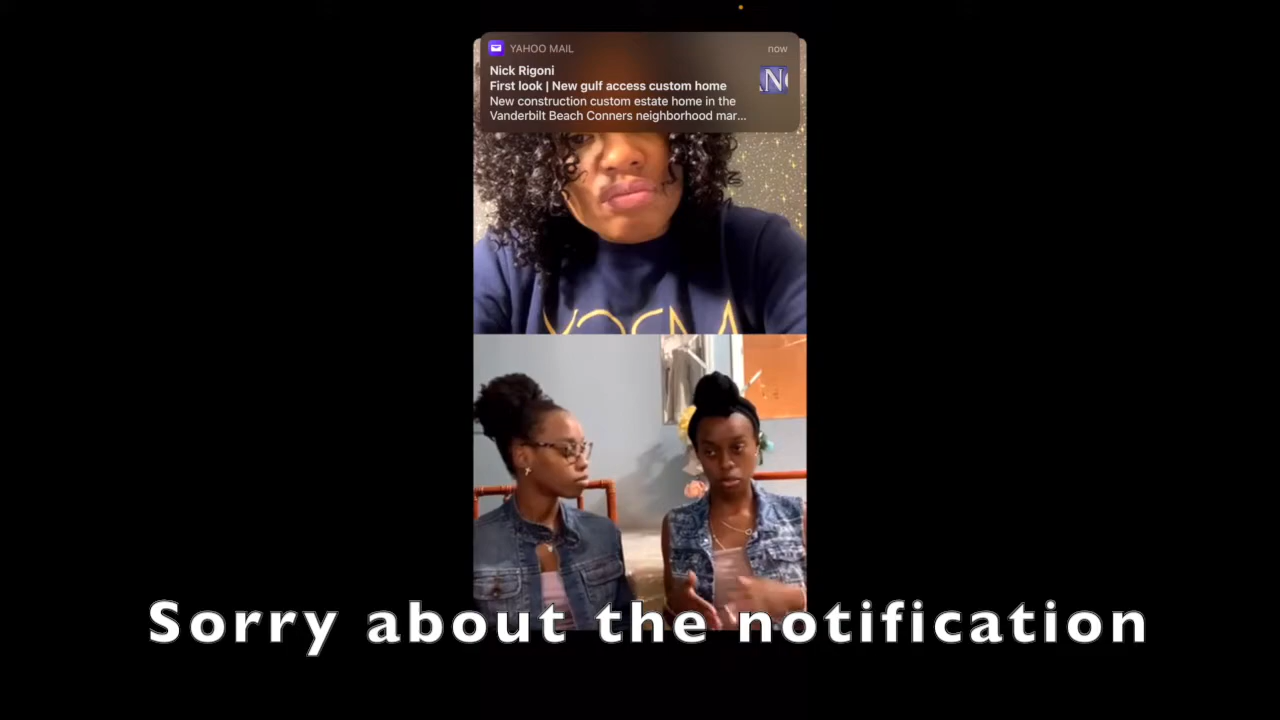 YAHOO MAIL now
Nick Rigoni
First look | New gulf access custom home
New construction custom estate home in the
Vanderbilt Beach Conners neighborhood mar...
Sorry about the notification